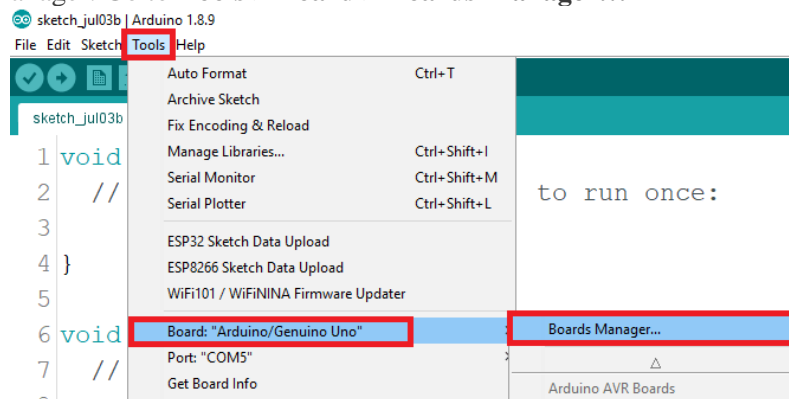 sketch_jul03b | Arduino 1.8.9
File Edit Sketch Tools Help
sketch_jul03b
Auto Format Ctrl+T
Archive Sketch
Fix Encoding & Reload
Manage Libraries... Ctrl+Shift+I
Serial Monitor Ctrl+Shift+M
Serial Plotter Ctrl+Shift+L
ESP32 Sketch Data Upload
ESP8266 Sketch Data Upload
WiFi101 / WiFiNINA Firmware Updater
Board: "Arduino/Genuino Uno"
Port: "COM5"
Get Board Info
Boards Manager...
Arduino AVR Boards
1 void
2 // to run once:
3
4 }
5
6 void
7 //